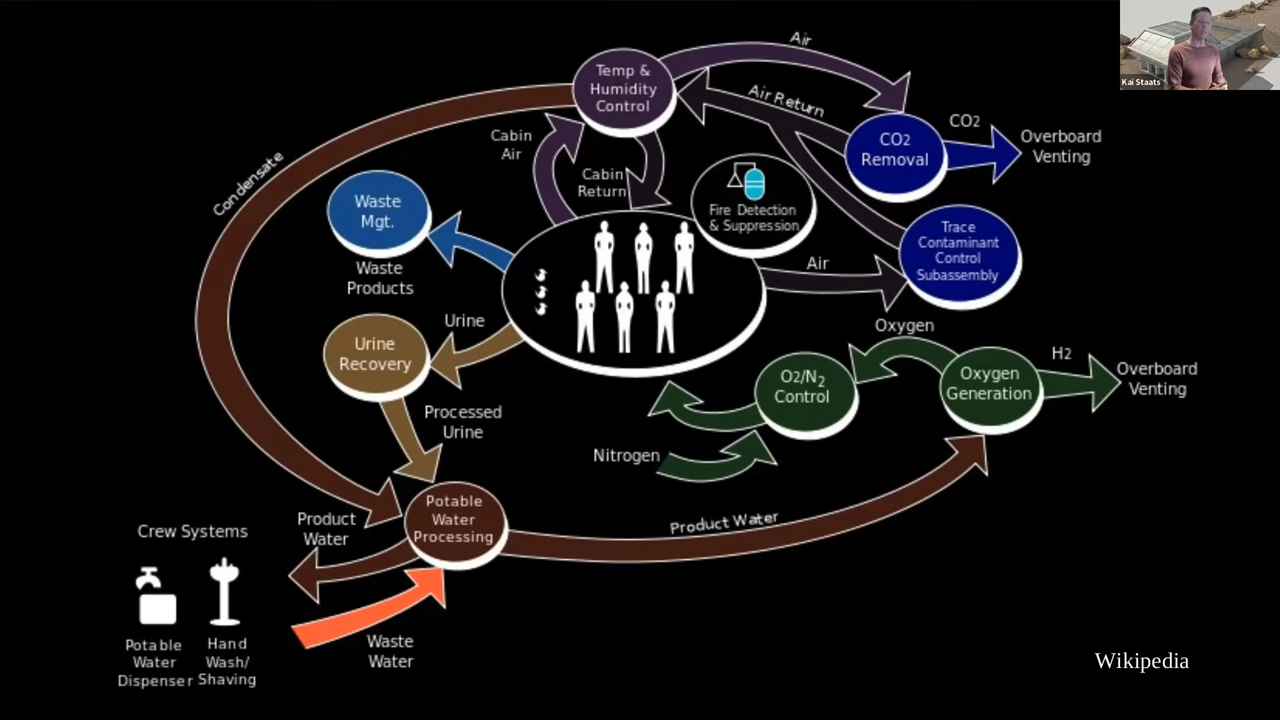 Kai Staats
Air
Temp &
Humidity
Control
Air Return
CO2
Removal
CO2
Overboard
Venting
Cabin
Air
Cabin
Return
Condensate
Waste
Mgt.
Waste
Products
Fire Detection
& Suppression
Trace
Contaminant
Control
Subassembly
Air
Urine
Urine
Recovery
Processed
Urine
Oxygen
O2/N2
Control
Oxygen
Generation
H2
Overboard
Venting
Nitrogen
Potable
Water
Processing
Product Water
Product
Water
Crew Systems
Potable
Water
Dispenser
Hand
Wash/
Shaving
Waste
Water
Wikipedia